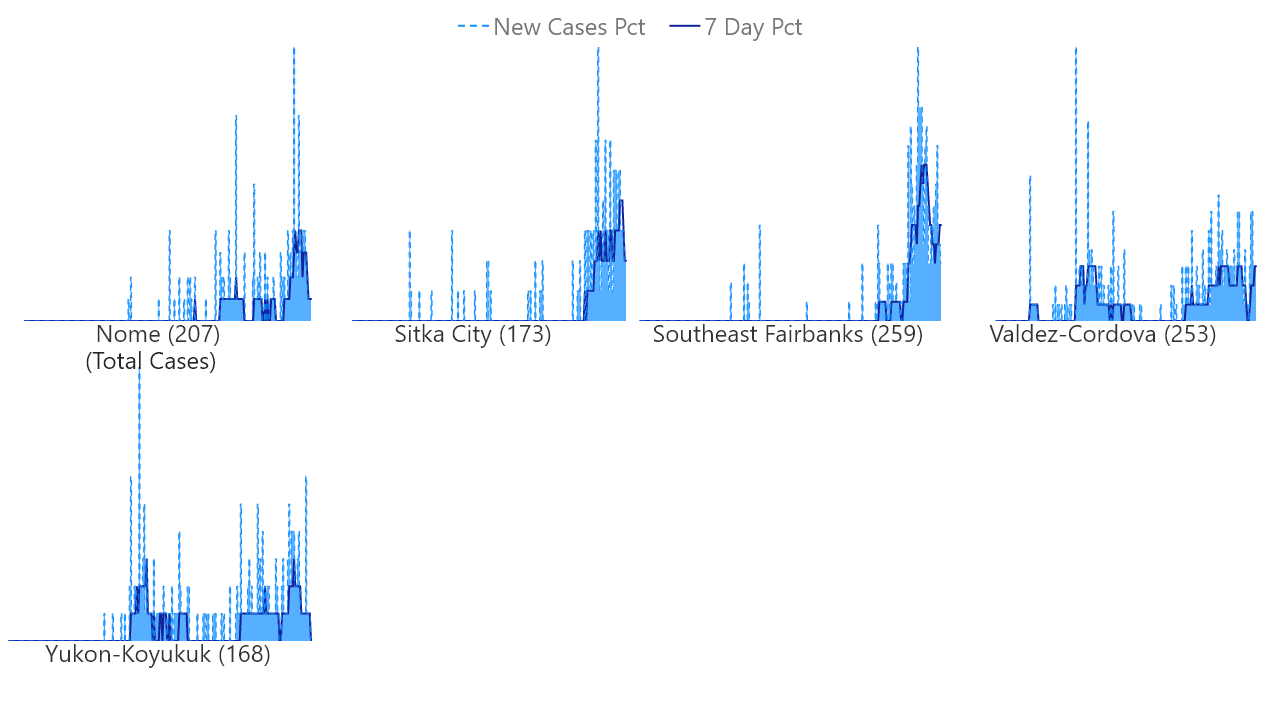 New Cases Pct 7 Day Pct
Nome (207)
(Total Cases)
Sitka City (173)
Southeast Fairbanks (259)
Valdez-Cordova (253)
Yukon-Koyukuk (168)